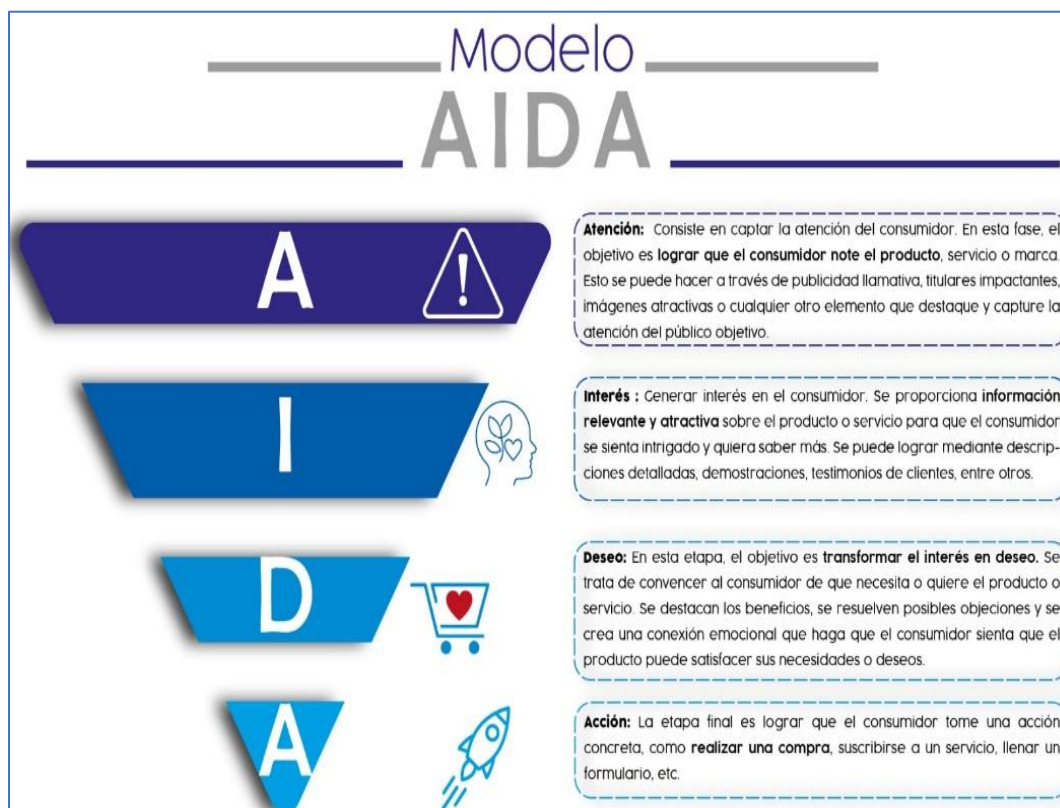 Modelo
AIDA
A
Atención: Consiste en captar la atención del consumidor. En esta fase, el
objetivo es lograr que el consumidor note el producto, servicio o marca.
Esto se puede hacer a través de publicidad llamativa, titulares impactantes,
imágenes atractivas o cualquier otro elemento que destaque y capture la
atención del público objetivo.
I
Interés : Generar interés en el consumidor. Se proporciona información
relevante y atractiva sobre el producto o servicio para que el consumidor
se sienta intrigado y quiera saber más. Se puede lograr mediante descrip-
ciones detalladas, demostraciones, testimonios de clientes, entre otros.
D
Deseo: En esta etapa, el objetivo es transformar el interés en deseo. Se
trata de convencer al consumidor de que necesita o quiere el producto o
servicio. Se destacan los beneficios, se resuelven posibles objeciones y se
crea una conexión emocional que haga que el consumidor sienta que el
producto puede satisfacer sus necesidades o deseos.
A
Acción: La etapa final es lograr que el consumidor tome una acción
concreta, como realizar una compra, suscribirse a un servicio, llenar un
formulario, etc.